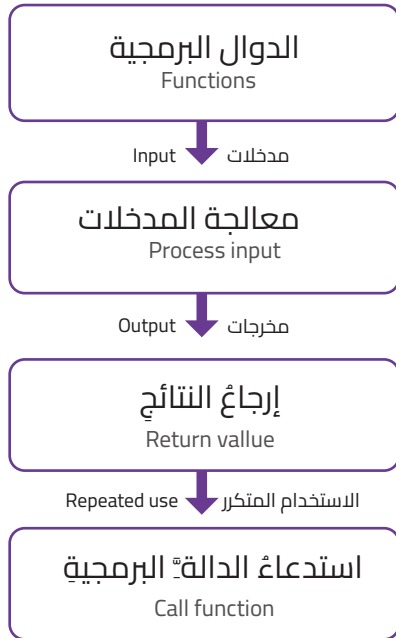 الدوال البرمجية
Functions
Input مدخلات
معالجة المدخلات
Process input
Output مخرجات
إرجاعُ النتائجِ
Return vallue
Repeated use الاستخدام المتكرر
استدعاءُ الدالةِّ البرمجيةِ
Call function